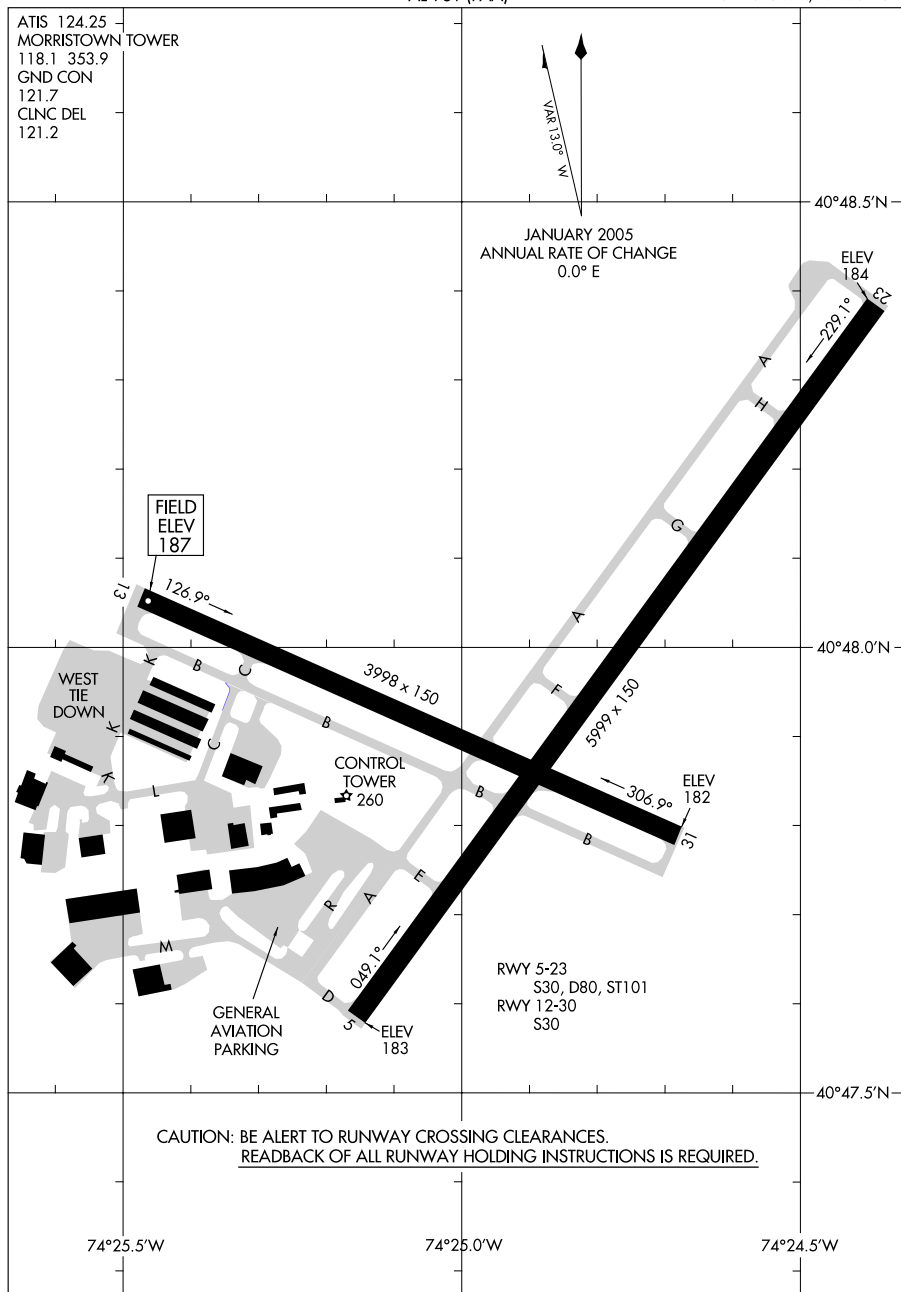 ATIS 124.25
MORRISTOWN TOWER
118.1 353.9
GND CON
121.7
CLNC DEL
121.2
VAR 13.0° W
JANUARY 2005
ANNUAL RATE OF CHANGE
0.0° E
40°48.5'N
ELEV
184
23
229.1°
A
H
G
A
FIELD
ELEV
187
13
126.9°
40°48.0'N
K
B
C
3998 x 150
F
5999 x 150
WEST
TIE
DOWN
K
C
B
CONTROL
TOWER
260
K
L
B
306.9°
ELEV
182
B
31
E
R
A
M
049.1°
D
5
ELEV
183
GENERAL
AVIATION
PARKING
RWY 5-23
S30, D80, ST101
RWY 12-30
S30
40°47.5'N
CAUTION: BE ALERT TO RUNWAY CROSSING CLEARANCES.
READBACK OF ALL RUNWAY HOLDING INSTRUCTIONS IS REQUIRED.
74°25.5'W
74°25.0'W
74°24.5'W